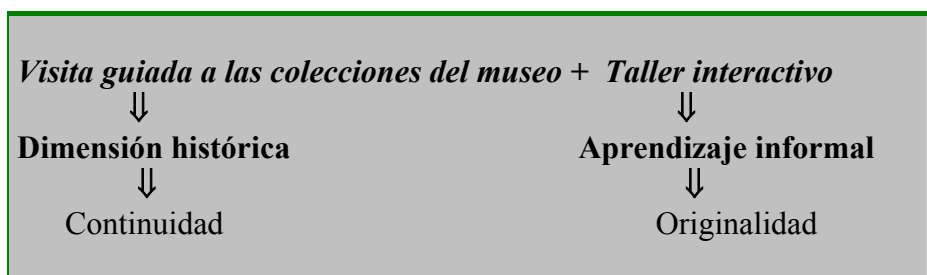 Visita guiada a las colecciones del museo + Taller interactivo
⇓ ⇓
Dimensión histórica Aprendizaje informal
⇓ ⇓
Continuidad Originalidad